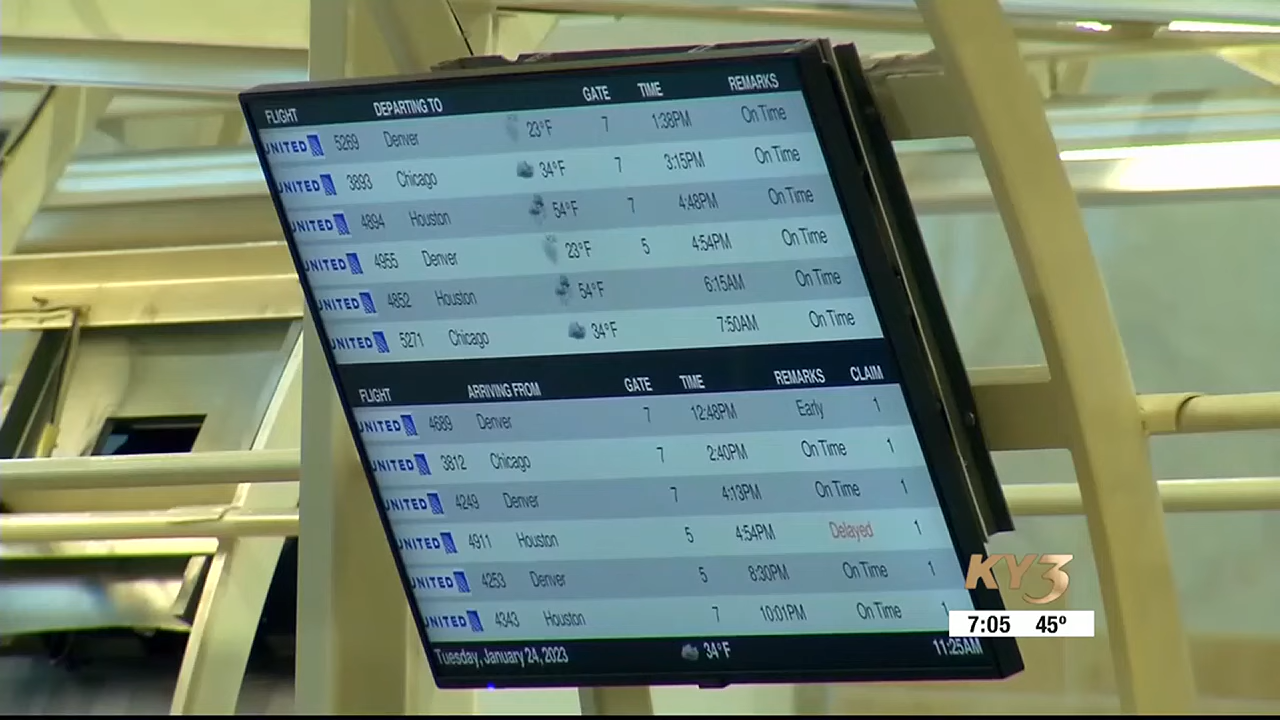 FLIGHT DEPARTING TO GATE TIME REMARKS
UNITED 5269 Denver 23°F 7 1:38PM On Time
UNITED 3893 Chicago 34°F 7 3:15PM On Time
UNITED 4894 Houston 54°F 7 4:48PM On Time
UNITED 4955 Denver 23°F 5 4:54PM On Time
UNITED 4852 Houston 54°F 6:15AM On Time
UNITED 5271 Chicago 34°F 7:50AM On Time
FLIGHT ARRIVING FROM GATE TIME REMARKS CLAIM
UNITED 4689 Denver 7 12:48PM Early 1
UNITED 3812 Chicago 7 2:40PM On Time 1
UNITED 4249 Denver 7 4:13PM On Time 1
UNITED 4911 Houston 5 4:54PM Delayed 1
UNITED 4253 Denver 5 8:30PM On Time 1
UNITED 4343 Houston 7 10:01PM On Time 1
Tuesday, January 24, 2023 34°F 11:25AM
KY3
7:05 45°